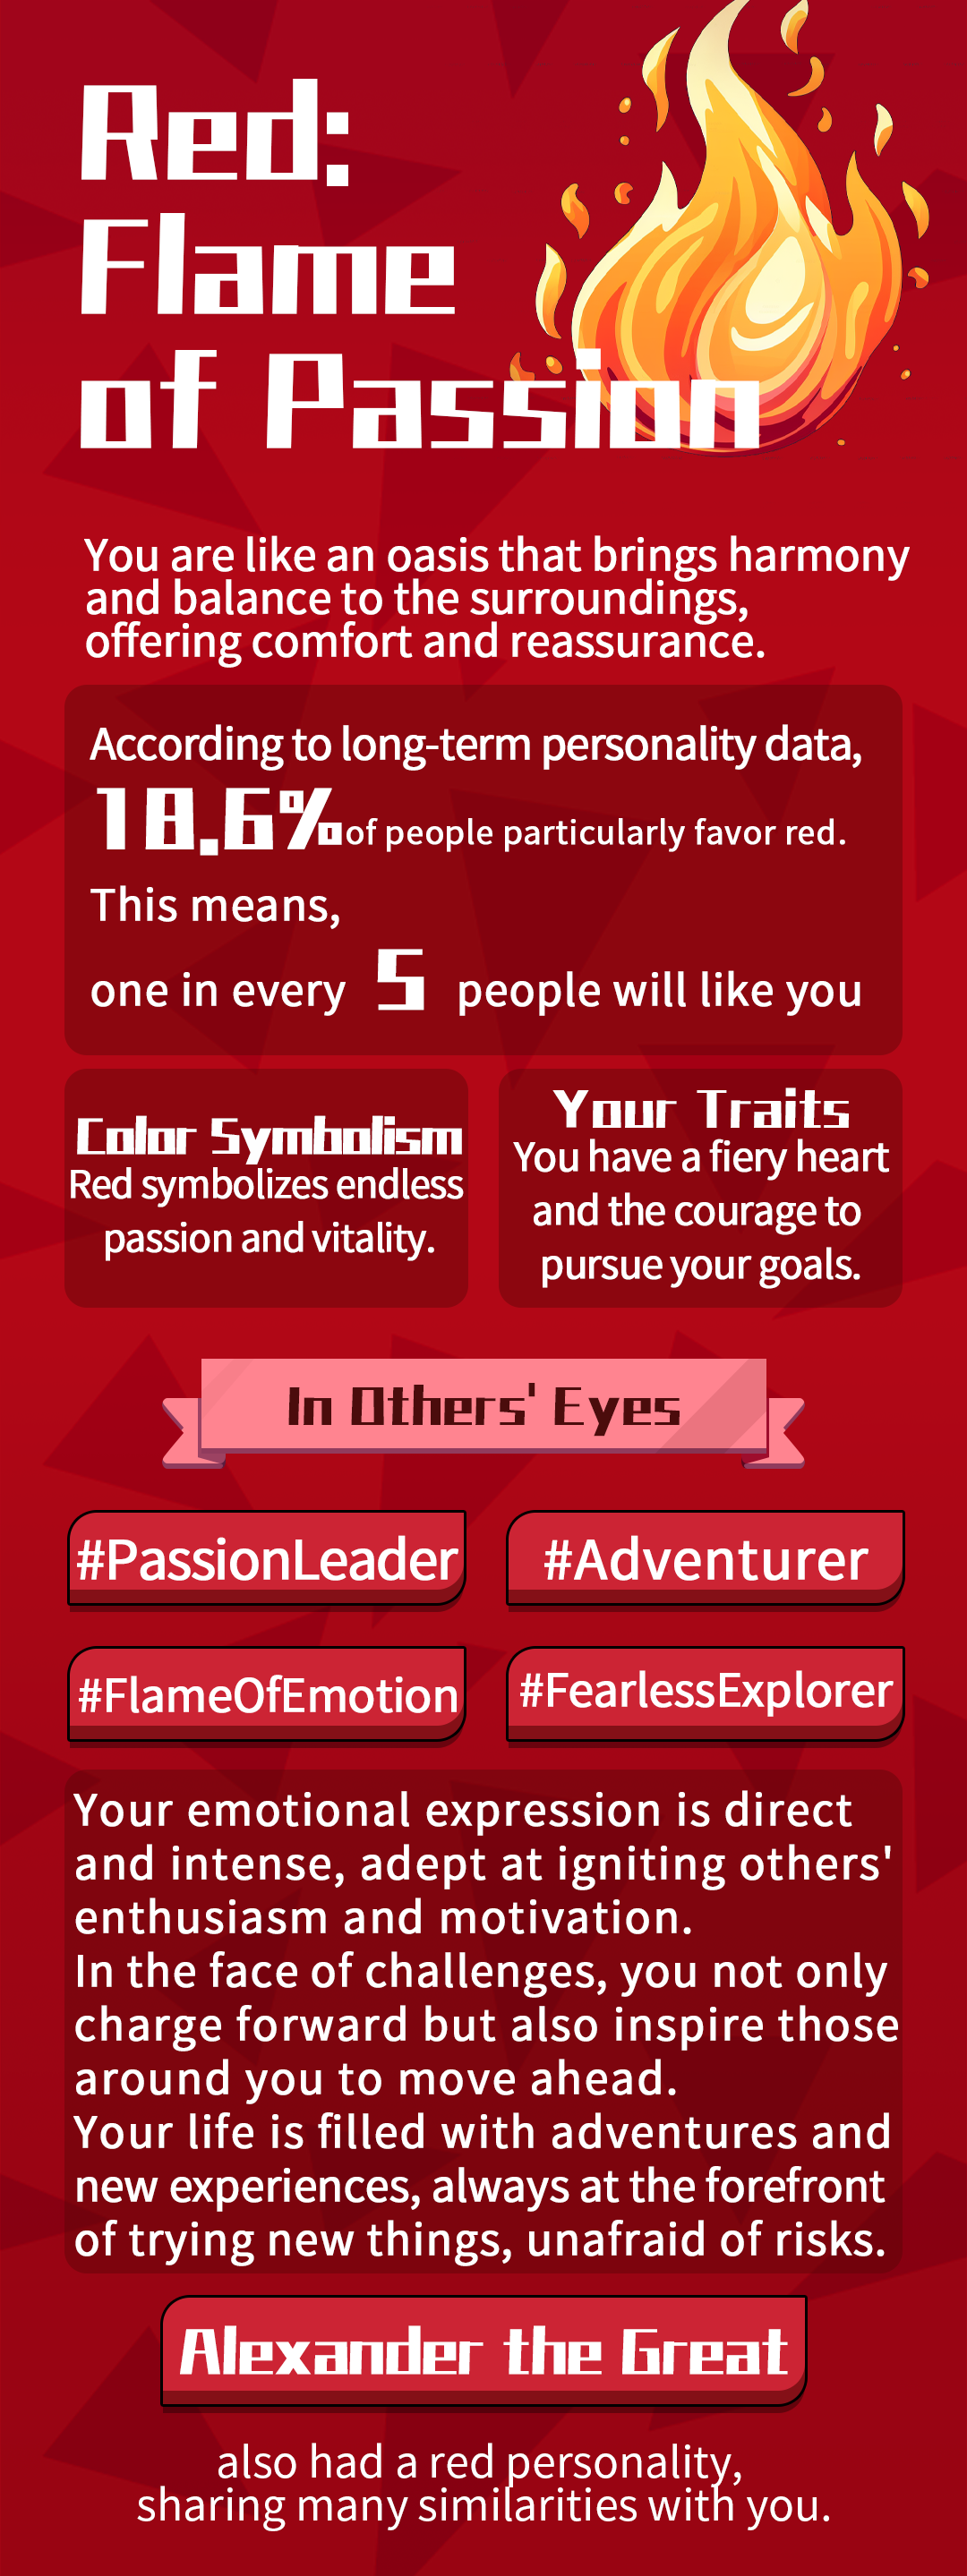 Red:
Flame
of Passion
You are like an oasis that brings harmony
and balance to the surroundings,
offering comfort and reassurance.
According to long-term personality data,
18.6% of people particularly favor red.
This means,
one in every 5 people will like you
Color Symbolism
Red symbolizes endless
passion and vitality.
Your Traits
You have a fiery heart
and the courage to
pursue your goals.
In Others' Eyes
#PassionLeader
#Adventurer
#FlameOfEmotion
#FearlessExplorer
Your emotional expression is direct
and intense, adept at igniting others'
enthusiasm and motivation.
In the face of challenges, you not only
charge forward but also inspire those
around you to move ahead.
Your life is filled with adventures and
new experiences, always at the forefront
of trying new things, unafraid of risks.
Alexander the Great
also had a red personality,
sharing many similarities with you.